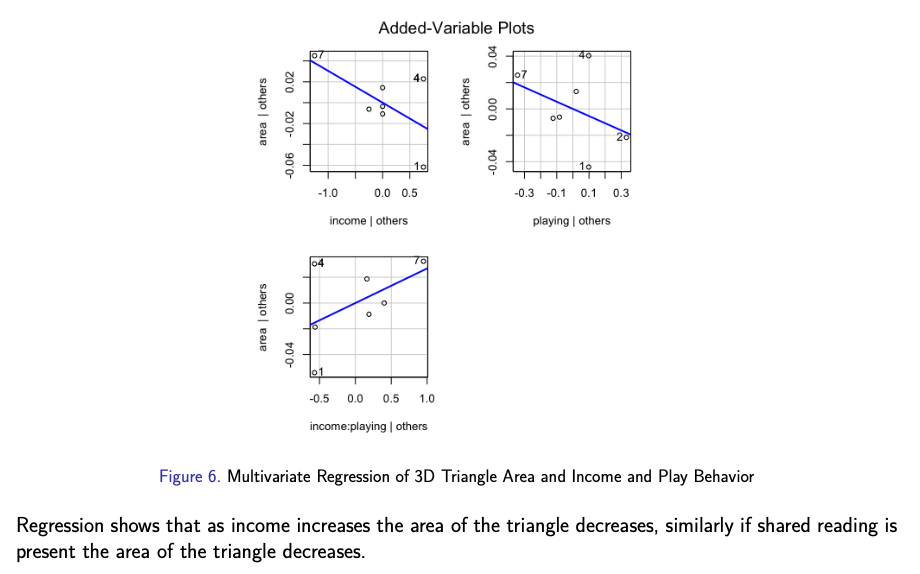 Added-Variable Plots
area | others
0.02
-0.02
-0.06
7
4
1
-1.0 0.0 0.5
income | others
area | others
0.04
0.00
-0.04
4
7
2
1
-0.3 -0.1 0.1 0.3
playing | others
area | others
0.00
-0.04
4
7
1
-0.5 0.0 0.5 1.0
income:playing | others
Figure 6. Multivariate Regression of 3D Triangle Area and Income and Play Behavior
Regression shows that as income increases the area of the triangle decreases, similarly if shared reading is
present the area of the triangle decreases.